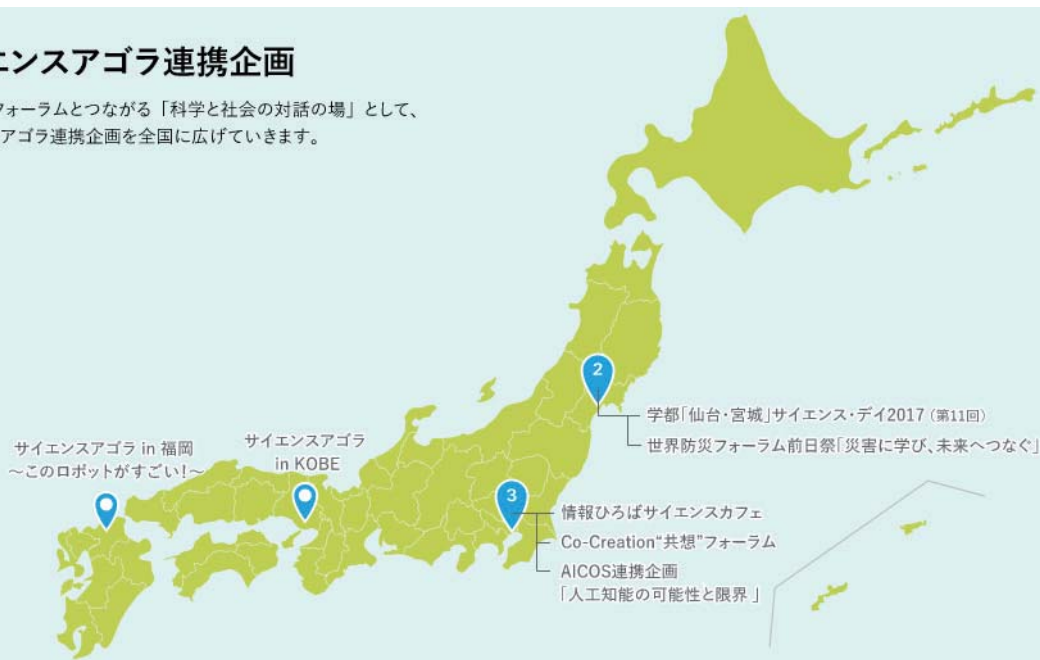 エンスアゴラ連携企画
フォーラムとつながる「科学と社会の対話の場」として、
アゴラ連携企画を全国に広げていきます。
2
学都「仙台・宮城」サイエンス・デイ2017（第11回）
世界防災フォーラム前日祭「災害に学び、未来へつなぐ」
サイエンスアゴラ in 福岡
～このロボットがすごい！～
サイエンスアゴラ
in KOBE
3
情報ひろばサイエンスカフェ
Co-Creation“共想”フォーラム
AICOS連携企画
「人工知能の可能性と限界 」